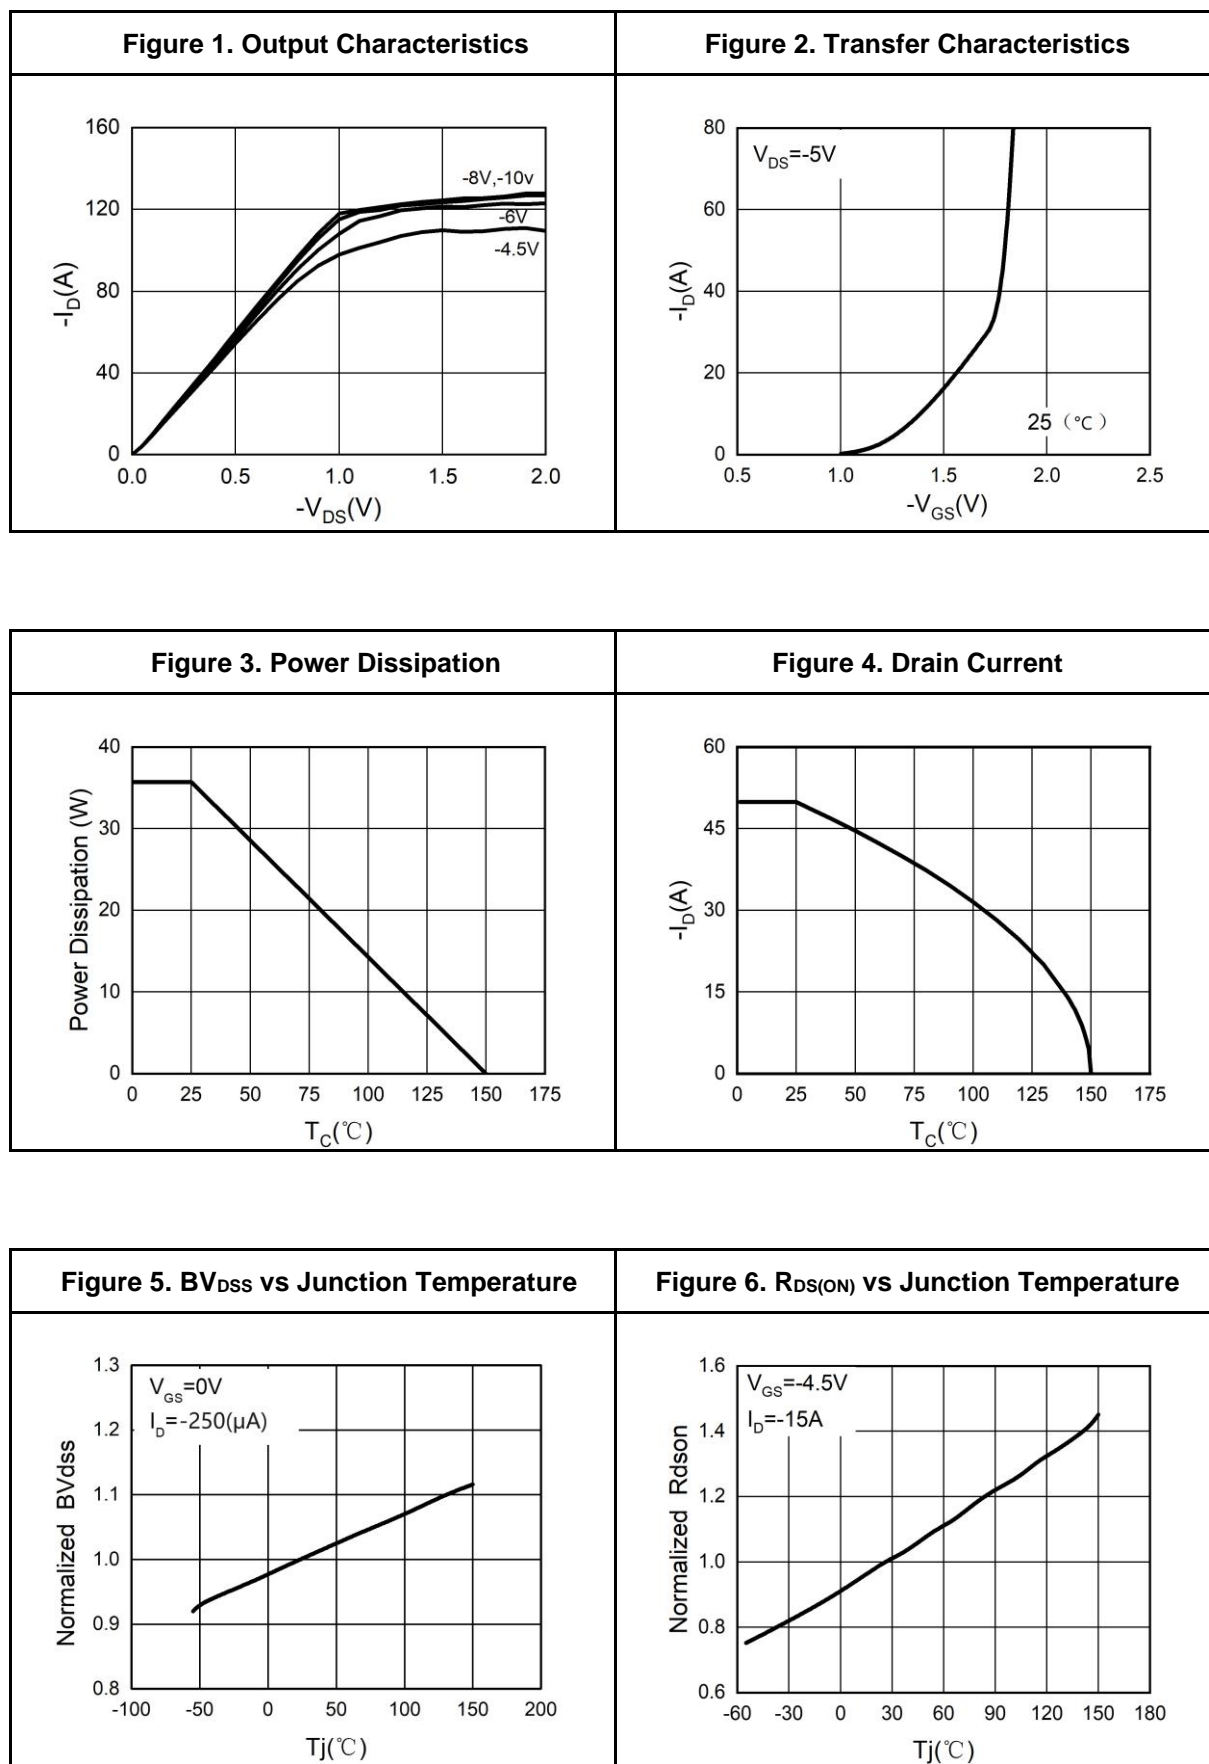 Figure 1. Output Characteristics
Figure 2. Transfer Characteristics
160
120
80
40
0
-I_D(A)
-8V,-10v
-6V
-4.5V
0.0 0.5 1.0 1.5 2.0
-V_DS(V)
80
60
40
20
0
-I_D(A)
V_DS=-5V
25（℃）
0.5 1.0 1.5 2.0 2.5
-V_GS(V)
Figure 3. Power Dissipation
Figure 4. Drain Current
40
30
20
10
0
Power Dissipation (W)
0 25 50 75 100 125 150 175
T_C(℃)
60
45
30
15
0
-I_D(A)
0 25 50 75 100 125 150 175
T_C(℃)
Figure 5. BV_DSS vs Junction Temperature
Figure 6. R_DS(ON) vs Junction Temperature
1.3
1.2
1.1
1.0
0.9
0.8
Normalized BVdss
V_GS=0V
I_D=-250(μA)
-100 -50 0 50 100 150 200
Tj(℃)
1.6
1.4
1.2
1.0
0.8
0.6
Normalized Rdson
V_GS=-4.5V
I_D=-15A
-60 -30 0 30 60 90 120 150 180
Tj(℃)